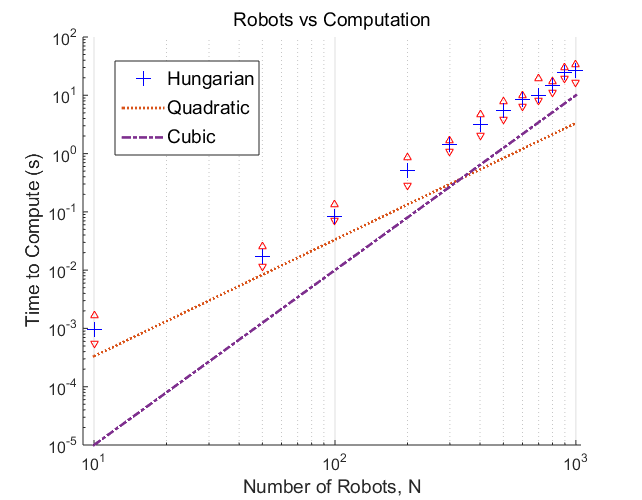 Robots vs Computation
Hungarian
Quadratic
Cubic
Time to Compute (s)
10^2
10^1
10^0
10^-1
10^-2
10^-3
10^-4
10^-5
10^1
10^2
10^3
Number of Robots, N